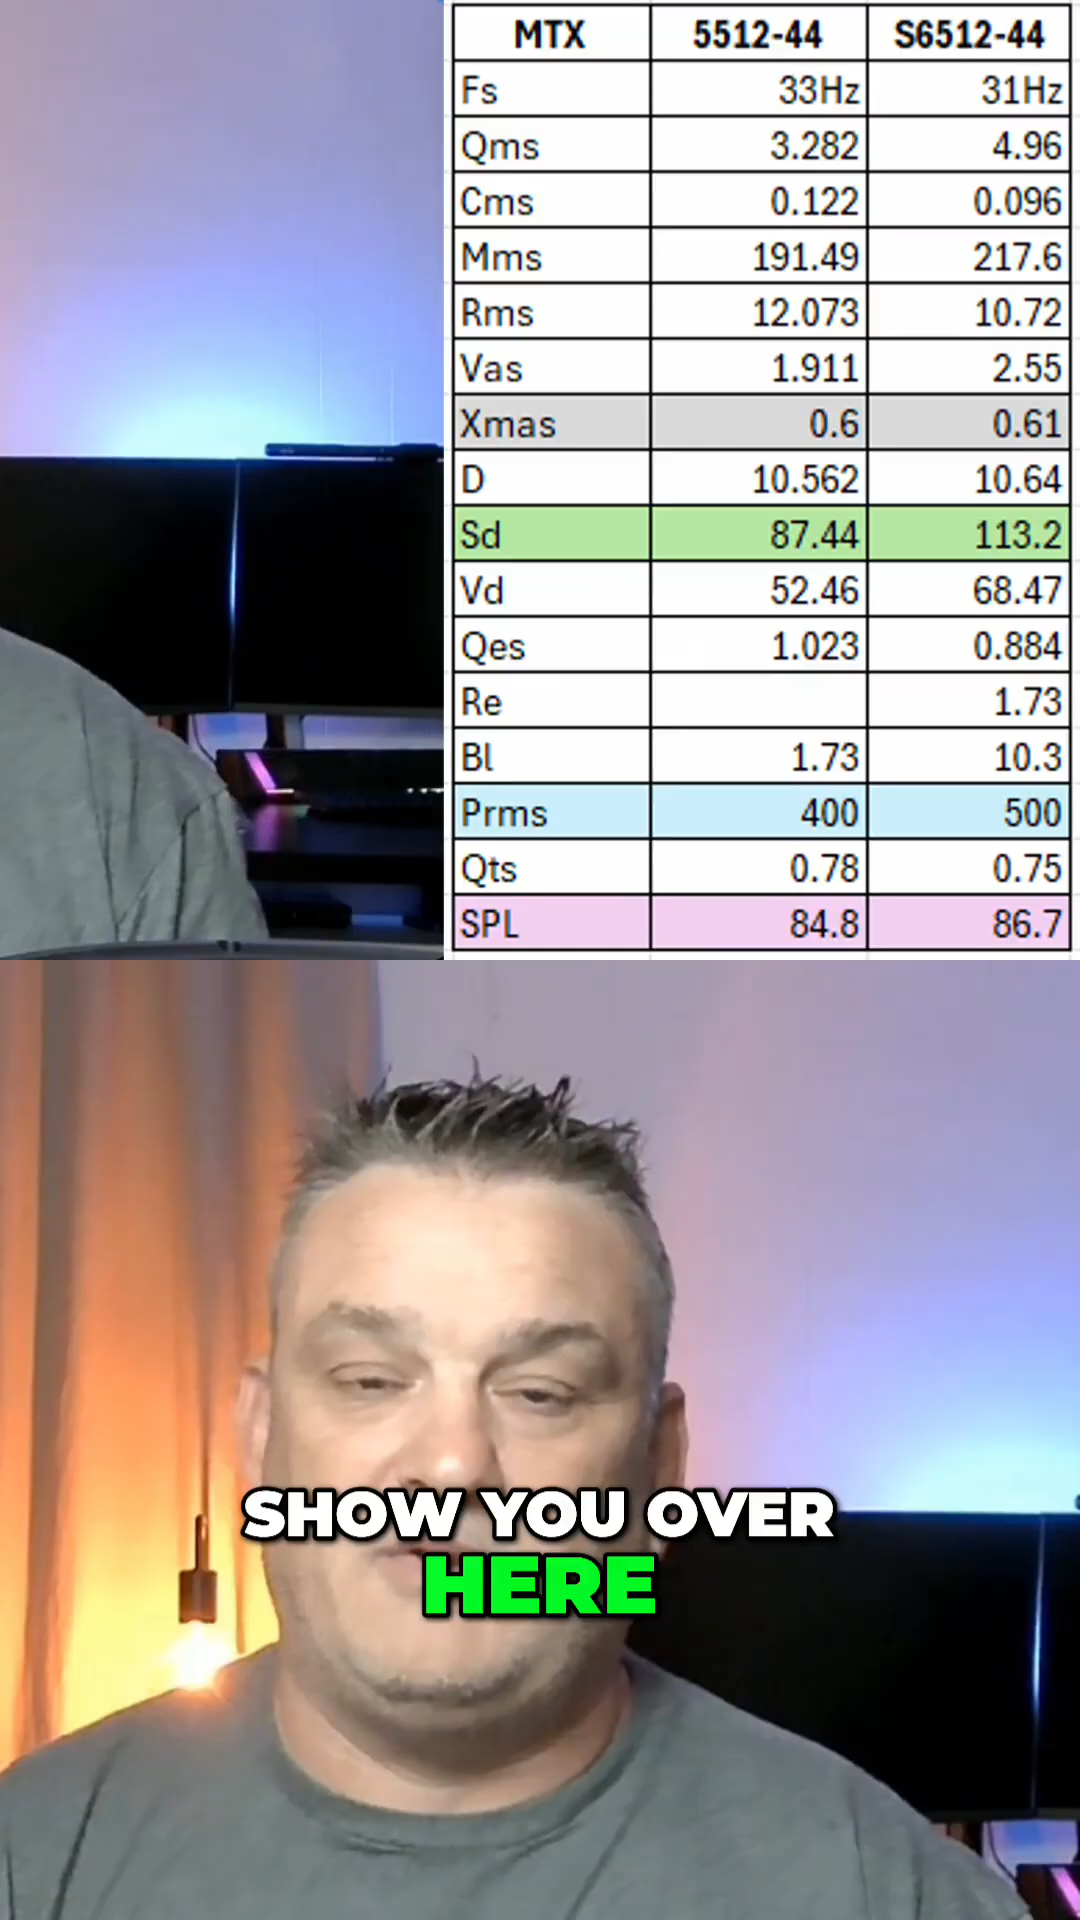 MTX 5512-44 S6512-44
Fs 33Hz 31Hz
Qms 3.282 4.96
Cms 0.122 0.096
Mms 191.49 217.6
Rms 12.073 10.72
Vas 1.911 2.55
Xmas 0.6 0.61
D 10.562 10.64
Sd 87.44 113.2
Vd 52.46 68.47
Qes 1.023 0.884
Re 1.73
Bl 1.73 10.3
Prms 400 500
Qts 0.78 0.75
SPL 84.8 86.7
SHOW YOU OVER
HERE